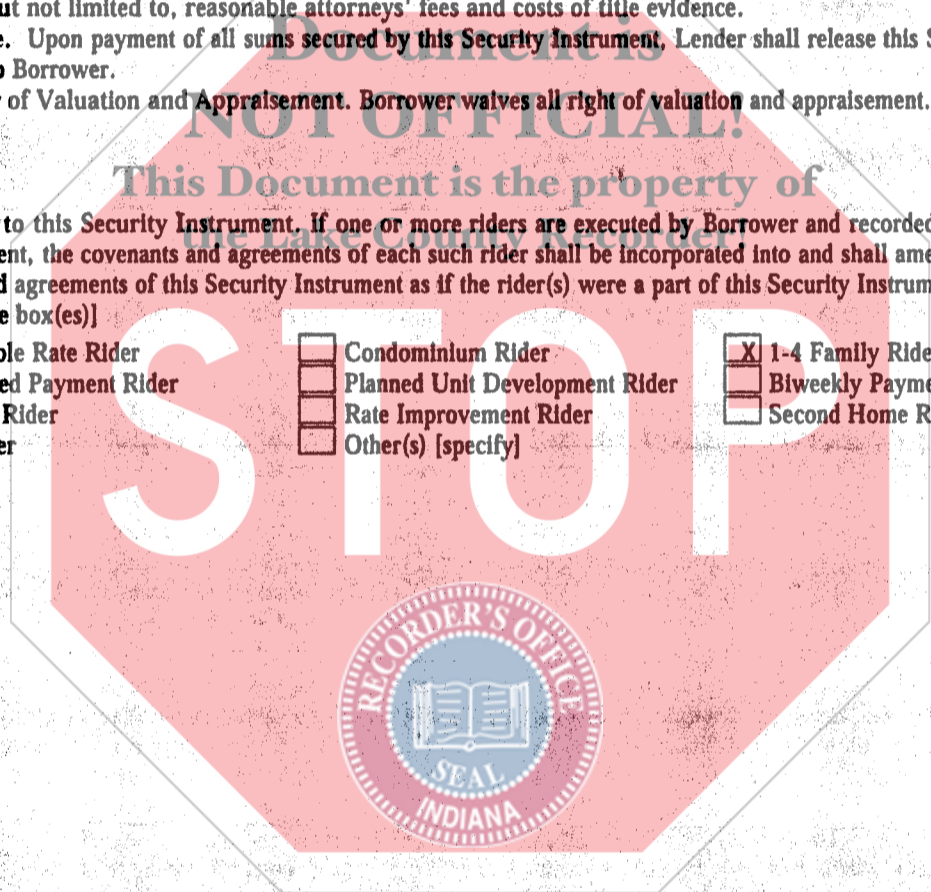 ut not limited to, reasonable attorneys' fees and costs of title evidence.
e. Upon payment of all sums secured by this Security Instrument, Lender shall release this S
o Borrower.
Document is
of Valuation and Appraisement. Borrower waives all right of valuation and appraisement.
NOT OFFICIAL!
This Document is the property of
to this Security Instrument. If one or more riders are executed by Borrower and recorded
the Lake County Recorder!
ent, the covenants and agreements of each such rider shall be incorporated into and shall ame
d agreements of this Security Instrument as if the rider(s) were a part of this Security Instrum
e box(es)]
ble Rate Rider Condominium Rider X 1-4 Family Ride
ed Payment Rider Planned Unit Development Rider Biweekly Payme
Rider Rate Improvement Rider Second Home R
er Other(s) [specify]
STOP
RECORDER'S OFFICE
SEAL
INDIANA